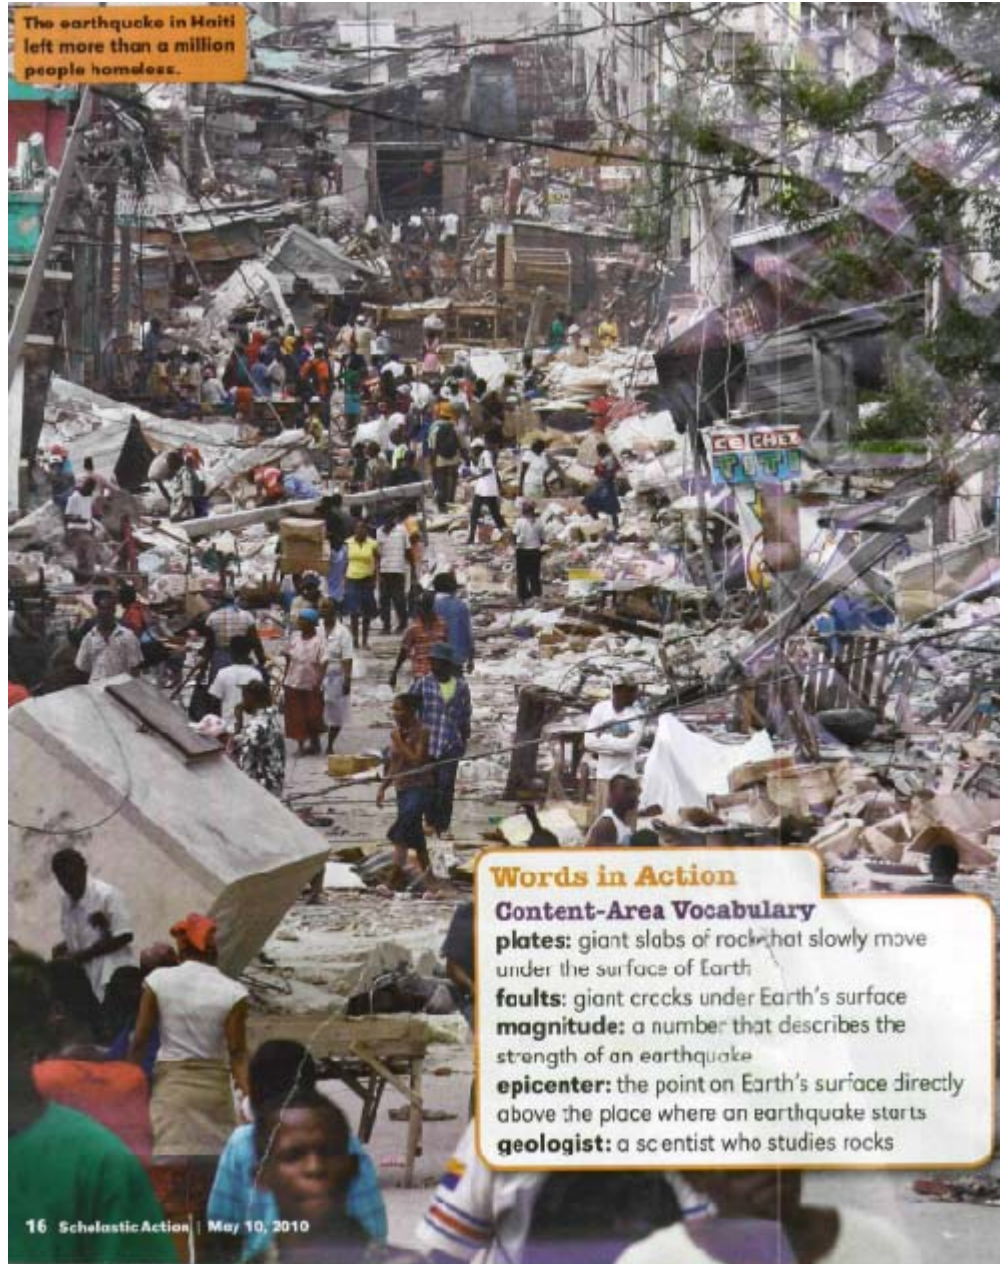 The earthquake in Haiti
left more than a million
people homeless.
CE CHEZ
TITI
Words in Action
Content-Area Vocabulary
plates: giant slabs of rock that slowly move
under the surface of Earth
faults: giant cracks under Earth's surface
magnitude: a number that describes the
strength of an earthquake
epicenter: the point on Earth's surface directly
above the place where an earthquake starts
geologist: a scientist who studies rocks
16 Scholastic Action | May 10, 2010